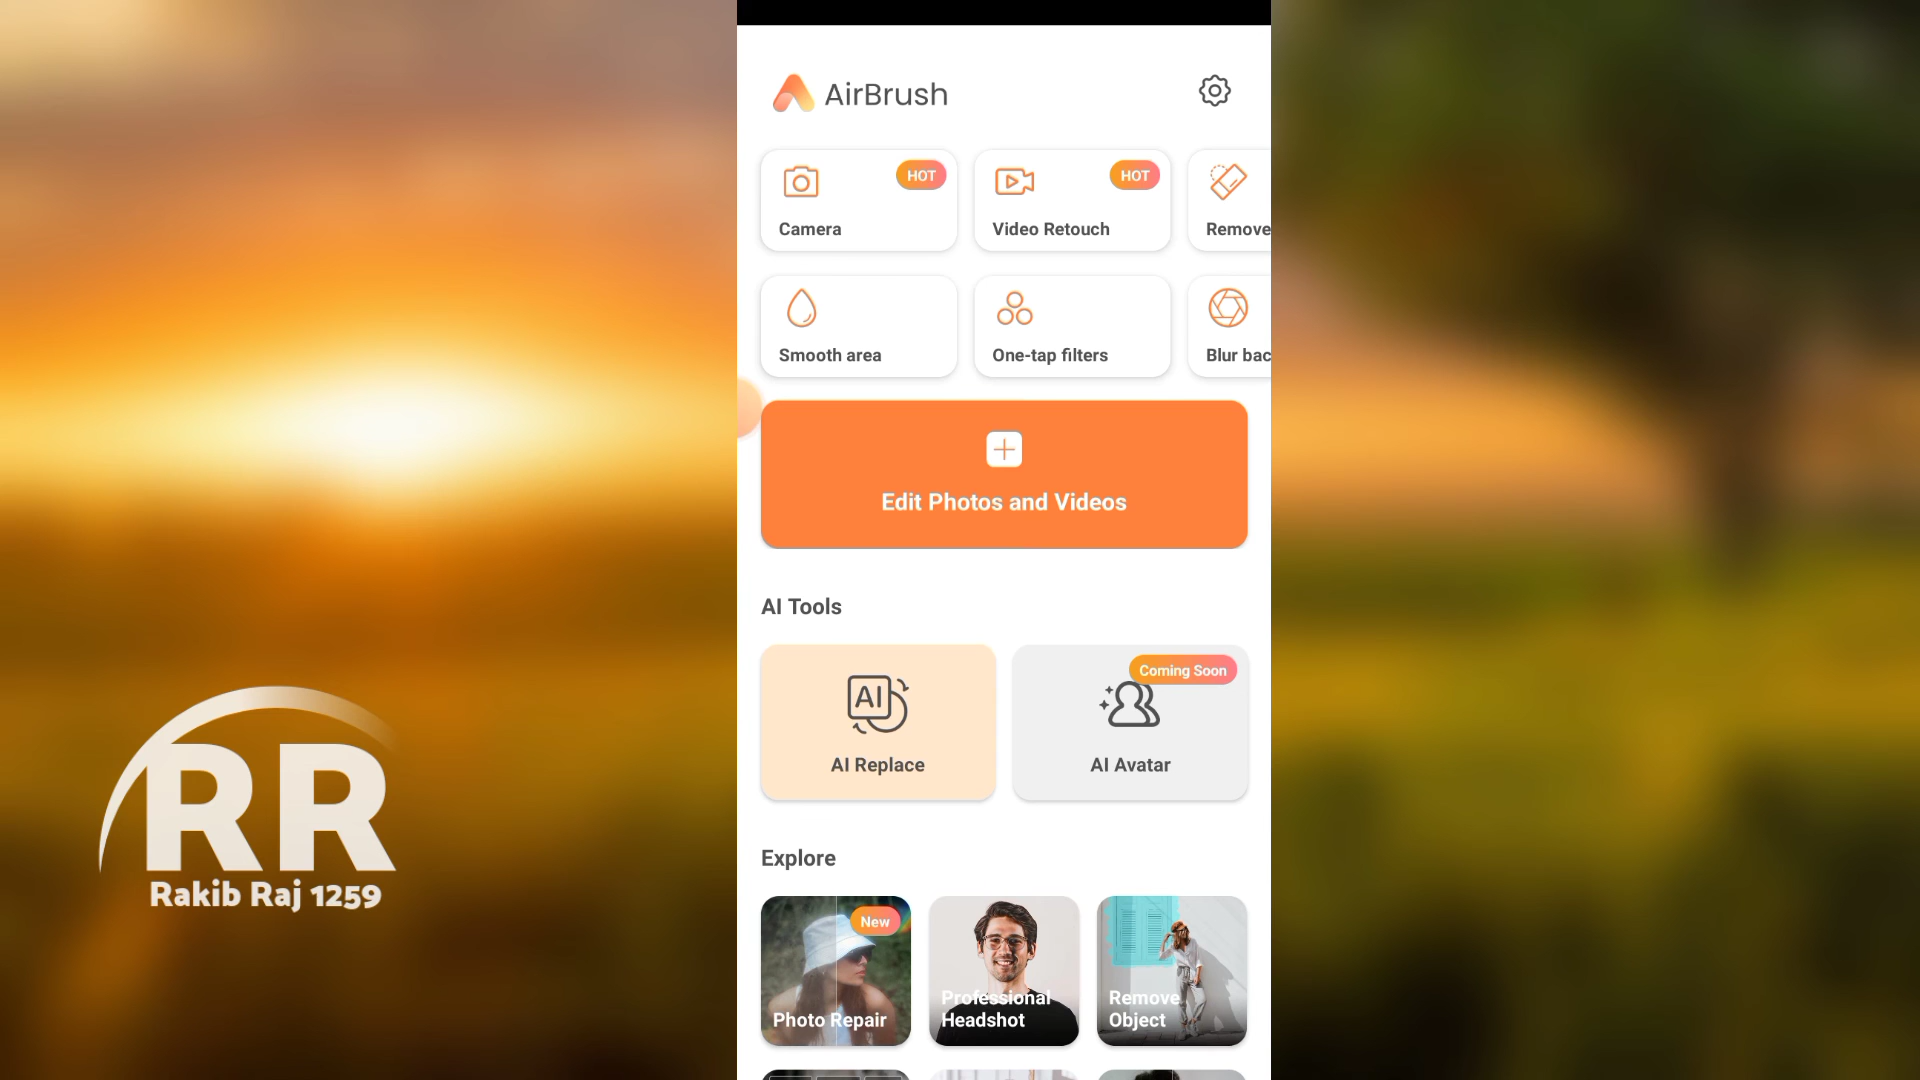 AirBrush
HOT
Camera
HOT
Video Retouch
Remove
Smooth area
One-tap filters
Blur bac
Edit Photos and Videos
AI Tools
AI
AI Replace
Coming Soon
AI Avatar
Explore
New
Photo Repair
Professional
Headshot
Remove
Object
RR
Rakib Raj 1259